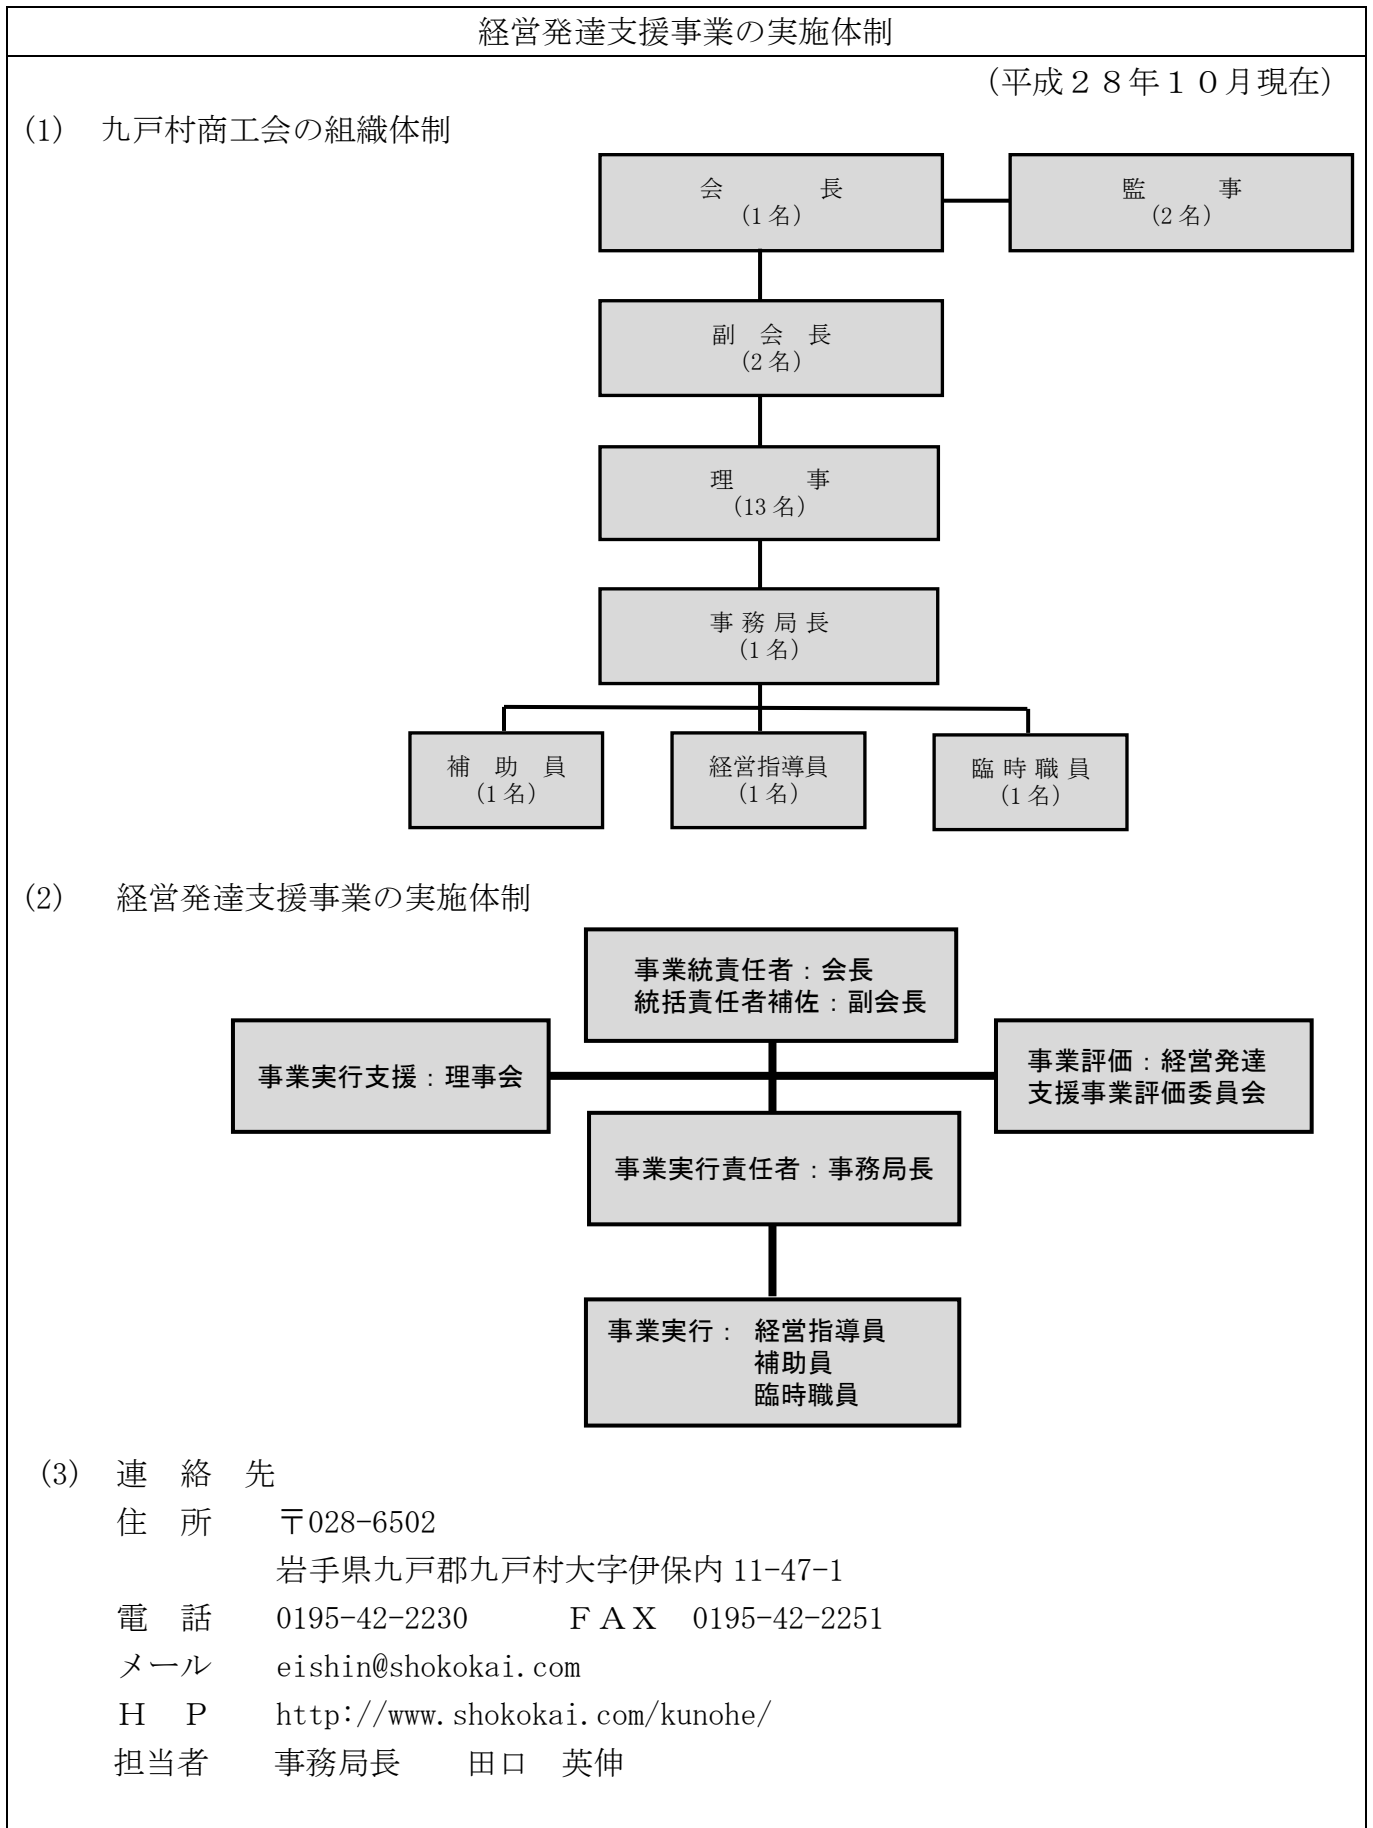 経営発達支援事業の実施体制
（平成２８年１０月現在）
(1)　九戸村商工会の組織体制
会　　　　長
(1 名)
監　　　事
(2 名)
副　会　長
(2 名)
理　　　事
(13 名)
事 務 局 長
(1 名)
補　助　員
(1 名)
経営指導員
(1 名)
臨 時 職 員
(1 名)
(2)　経営発達支援事業の実施体制
事業統責任者：会長
統括責任者補佐：副会長
事業実行支援：理事会
事業評価：経営発達
支援事業評価委員会
事業実行責任者：事務局長
事業実行：　経営指導員
補助員
臨時職員
(3)　連　絡　先
住　所　　〒028-6502
岩手県九戸郡九戸村大字伊保内 11-47-1
電　話　　0195-42-2230　　　ＦＡＸ　0195-42-2251
メール　　eishin@shokokai.com
Ｈ　Ｐ　　http://www.shokokai.com/kunohe/
担当者　　事務局長　　田口　英伸